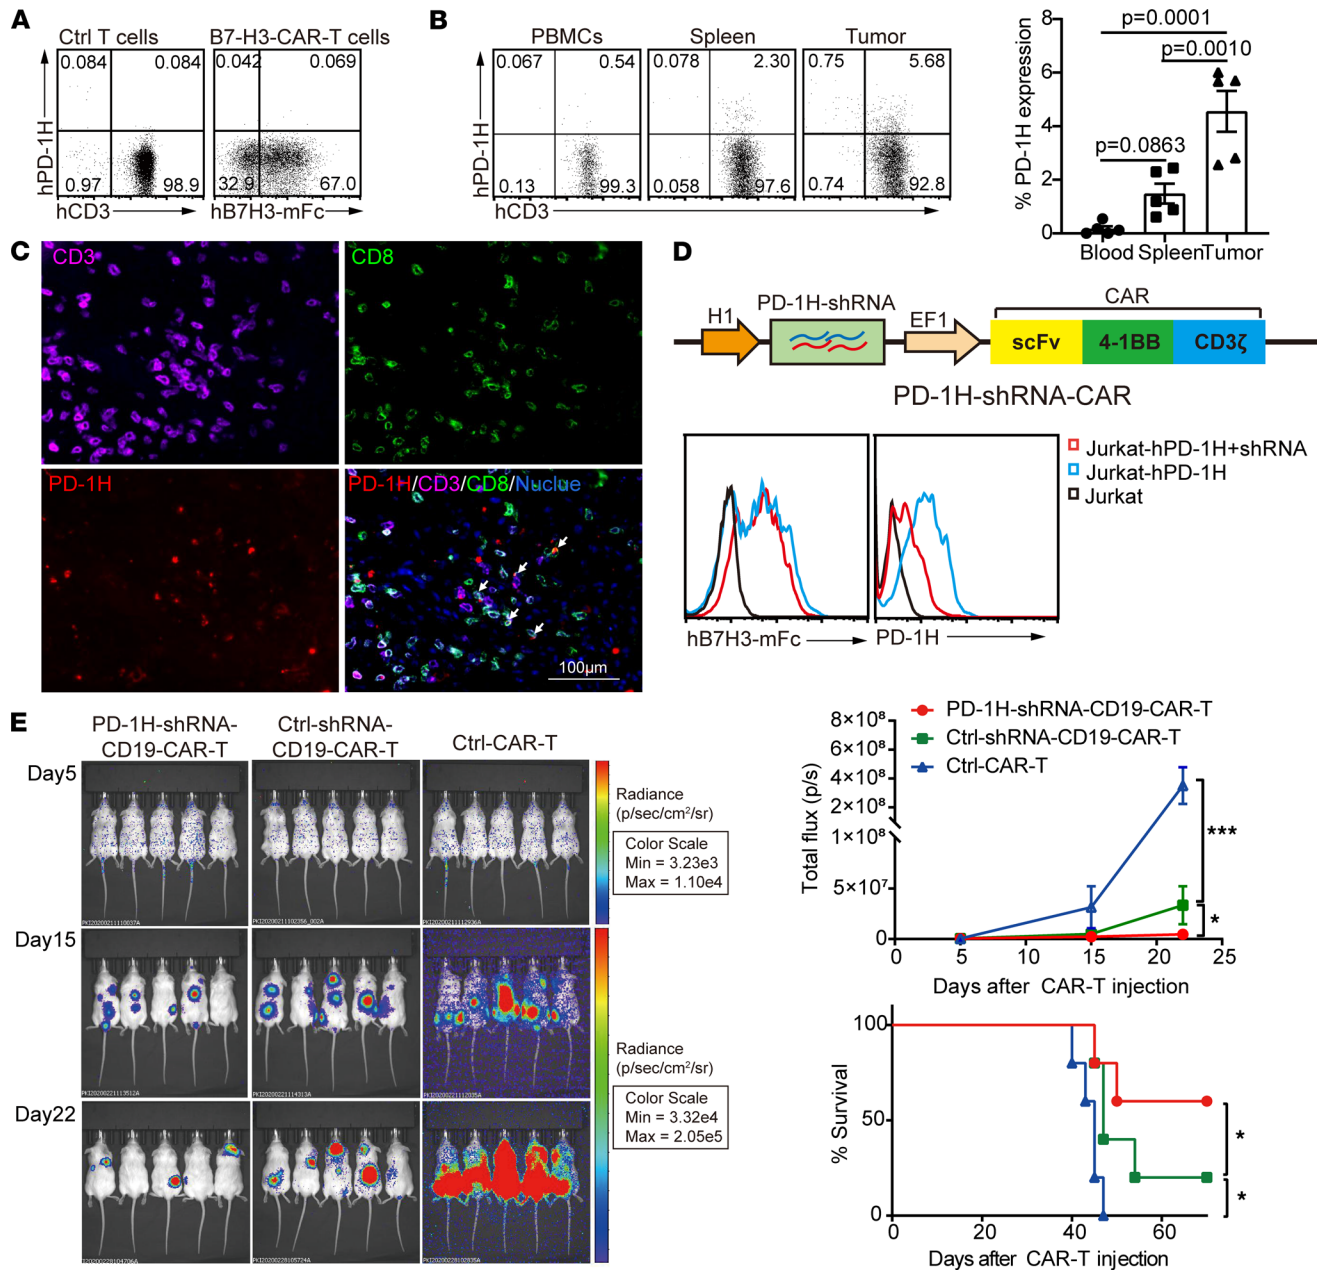 A
Ctrl T cells
B7-H3-CAR-T cells
0.084
0.084
0.042
0.069
0.97
98.9
32.9
67.0
hPD-1H
hCD3
hB7H3-mFc
B
PBMCs
Spleen
Tumor
0.067
0.54
0.078
2.30
0.75
5.68
0.13
99.3
0.058
97.6
0.74
92.8
hPD-1H
hCD3
% PD-1H expression
8
6
4
2
0
p=0.0001
p=0.0010
p=0.0863
Blood
Spleen
Tumor
C
CD3
CD8
PD-1H
PD-1H/CD3/CD8/Nuclue
100μm
D
H1
PD-1H-shRNA
EF1
CAR
scFv
4-1BB
CD3ζ
PD-1H-shRNA-CAR
hB7H3-mFc
PD-1H
Jurkat-hPD-1H+shRNA
Jurkat-hPD-1H
Jurkat
E
PD-1H-shRNA-
CD19-CAR-T
Ctrl-shRNA-
CD19-CAR-T
Ctrl-CAR-T
Day5
Day15
Day22
Radiance
(p/sec/cm²/sr)
Color Scale
Min = 3.23e3
Max = 1.10e4
Radiance
(p/sec/cm²/sr)
Color Scale
Min = 3.32e4
Max = 2.05e5
PD-1H-shRNA-CD19-CAR-T
Ctrl-shRNA-CD19-CAR-T
Ctrl-CAR-T
Total flux (p/s)
8×10⁸
6×10⁸
4×10⁸
2×10⁸
1×10⁸
5×10⁷
0
0 5 10 15 20 25
***
*
Days after CAR-T injection
% Survival
100
50
0
0 20 40 60
*
*
Days after CAR-T injection